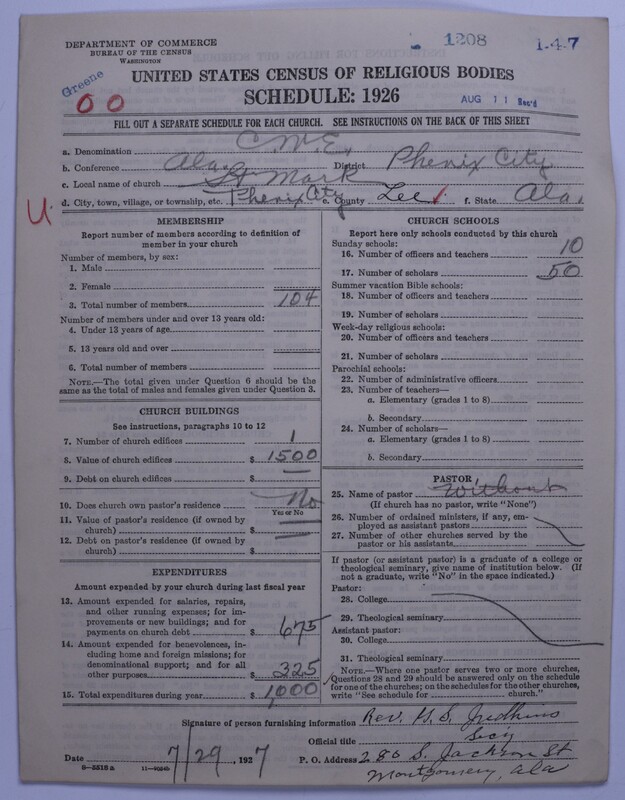 DEPARTMENT OF COMMERCE
BUREAU OF THE CENSUS
WASHINGTON
1208
1-4-7
Greene
00
UNITED STATES CENSUS OF RELIGIOUS BODIES
SCHEDULE: 1926
AUG 11 Rec'd
FILL OUT A SEPARATE SCHEDULE FOR EACH CHURCH. SEE INSTRUCTIONS ON THE BACK OF THIS SHEET
a. Denomination C.M.E.
b. Conference Ala. District Phenix City
c. Local name of church St Mark
U. d. City, town, village, or township, etc. Phenix City e. County Lee f. State Ala.
MEMBERSHIP
Report number of members according to definition of member in your church
Number of members, by sex:
1. Male
2. Female
3. Total number of members 104
Number of members under and over 13 years old:
4. Under 13 years of age
5. 13 years old and over
6. Total number of members
NOTE.—The total given under Question 6 should be the same as the total of males and females given under Question 3.
CHURCH BUILDINGS
See instructions, paragraphs 10 to 12
7. Number of church edifices 1
8. Value of church edifices $ 1500
9. Debt on church edifices $ —
10. Does church own pastor's residence No
Yes or No
11. Value of pastor's residence (if owned by church) $ —
12. Debt on pastor's residence (if owned by church) $ —
EXPENDITURES
Amount expended by your church during last fiscal year
13. Amount expended for salaries, repairs, and other running expenses; for improvements or new buildings; and for payments on church debt $ 675
14. Amount expended for benevolences, including home and foreign missions; for denominational support; and for all other purposes $ 325
15. Total expenditures during year $ 1000
CHURCH SCHOOLS
Report here only schools conducted by this church
Sunday schools:
16. Number of officers and teachers 10
17. Number of scholars 50
Summer vacation Bible schools:
18. Number of officers and teachers
19. Number of scholars
Week-day religious schools:
20. Number of officers and teachers
21. Number of scholars
Parochial schools:
22. Number of administrative officers
23. Number of teachers—
a. Elementary (grades 1 to 8)
b. Secondary
24. Number of scholars—
a. Elementary (grades 1 to 8)
b. Secondary
PASTOR
25. Name of pastor Without
(If church has no pastor, write "None")
26. Number of ordained ministers, if any, employed as assistant pastors
27. Number of other churches served by the pastor or his assistants
If pastor (or assistant pastor) is a graduate of a college or theological seminary, give name of institution below. (If not a graduate, write "No" in the space indicated.)
Pastor:
28. College
29. Theological seminary
Assistant pastor:
30. College
31. Theological seminary
NOTE.—Where one pastor serves two or more churches, Questions 28 and 29 should be answered only on the schedule for one of the churches; on the schedules for the other churches, write "See schedule for church."
Signature of person furnishing information Rev. H. S. Judkins
Official title Secy
Date 7/29, 1927 P. O. Address 280 S. Jackson St
Montgomery, Ala